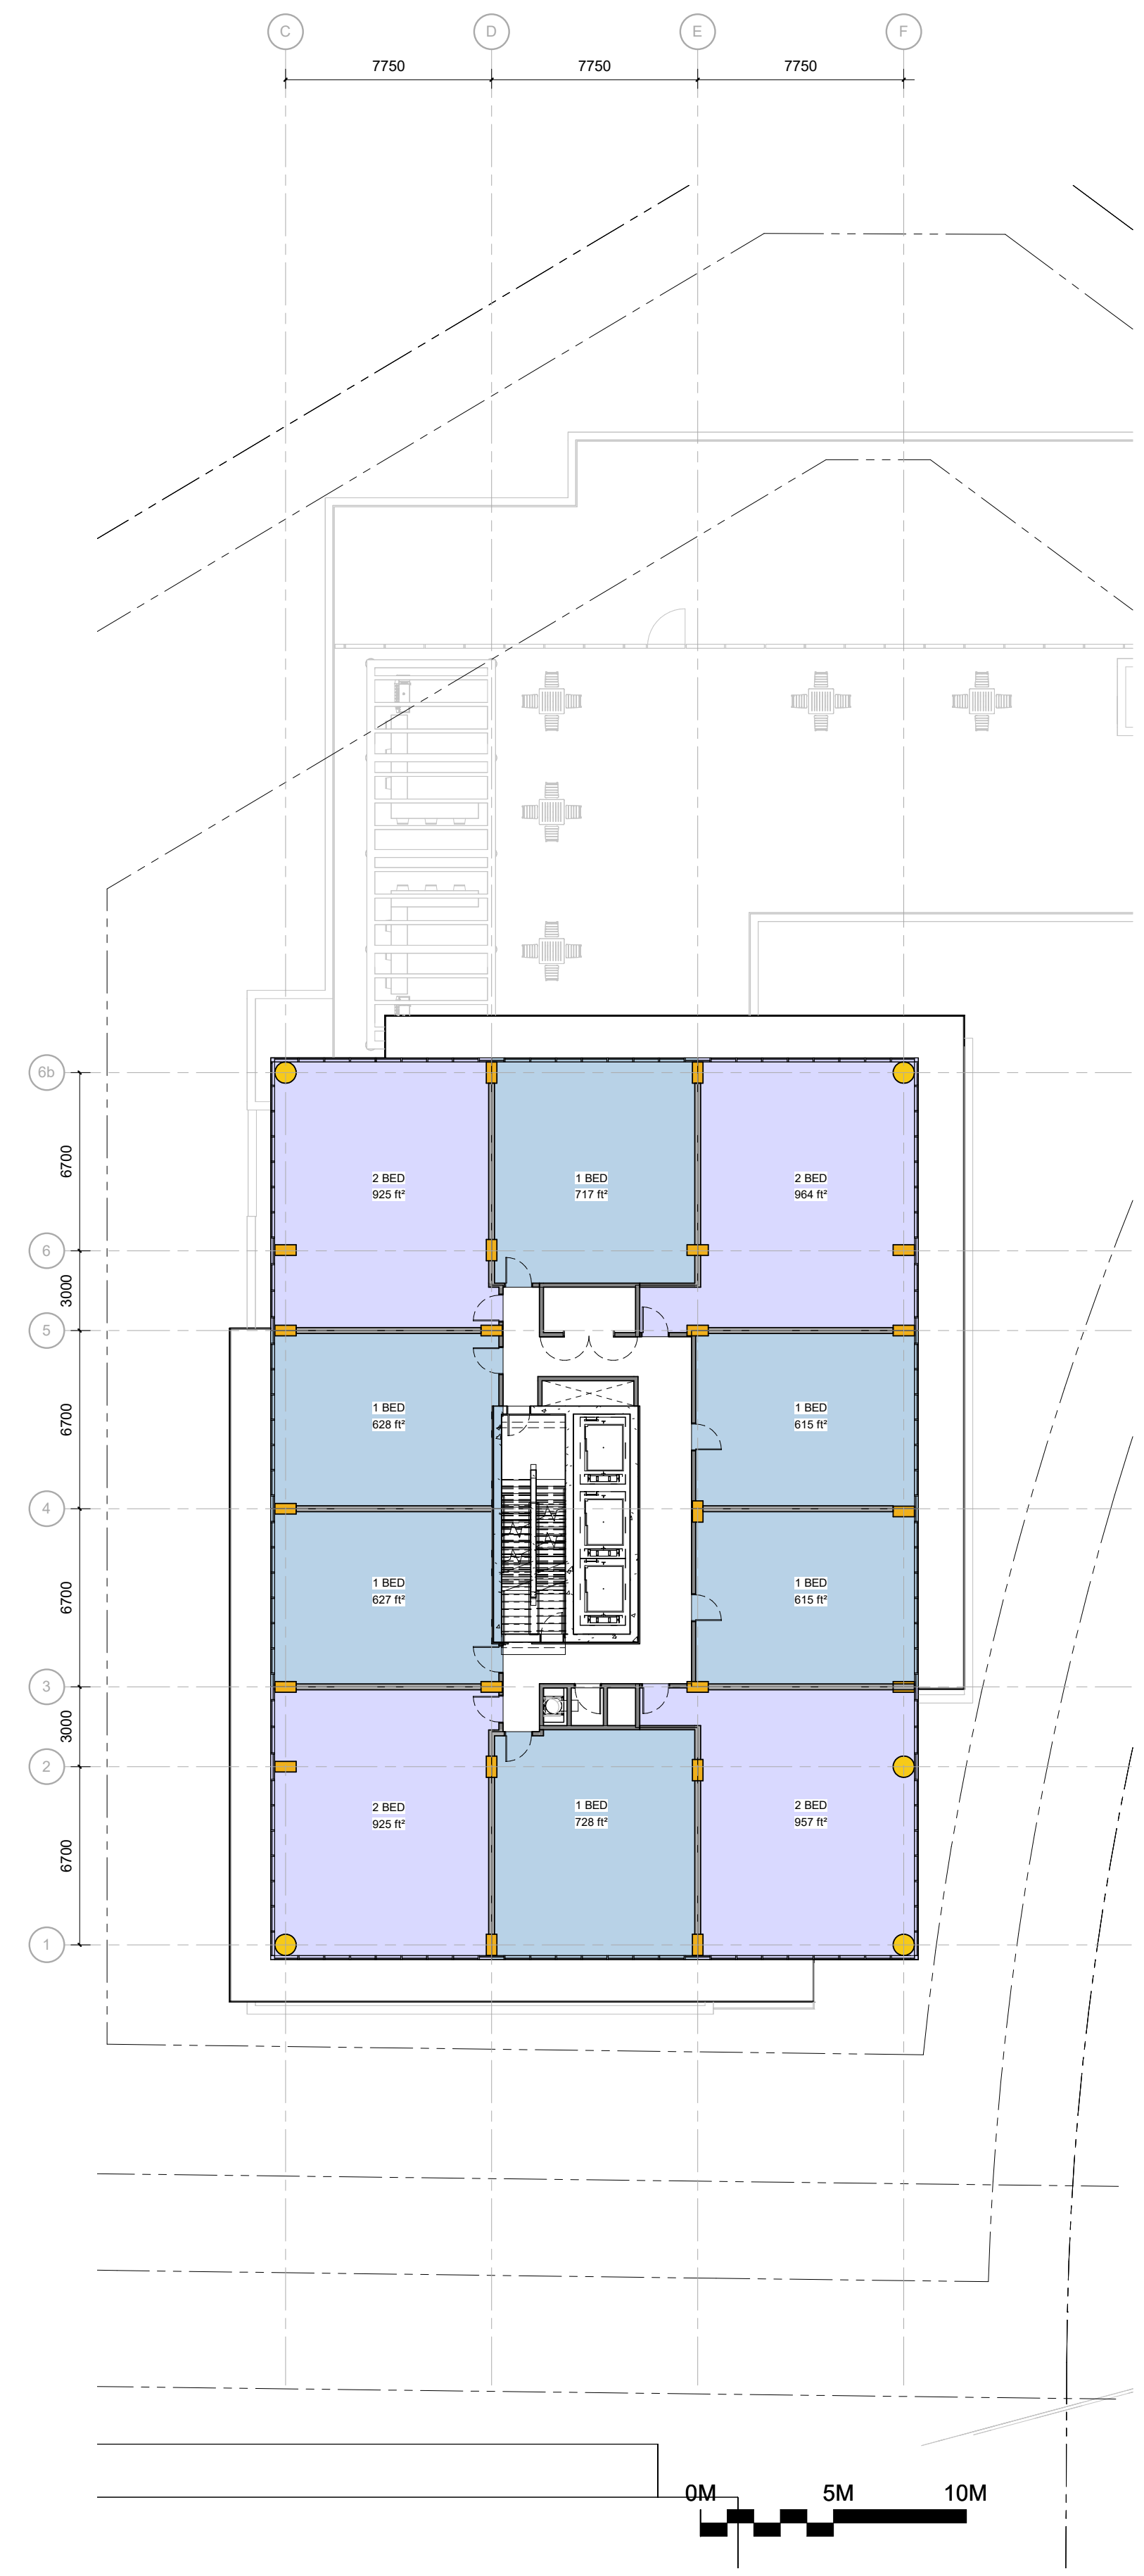 C
D
E
F
7750
7750
7750
6b
6700
2 BED
925 ft²
1 BED
717 ft²
2 BED
964 ft²
6
3000
5
6700
1 BED
628 ft²
1 BED
615 ft²
4
6700
1 BED
627 ft²
1 BED
615 ft²
3
3000
2
6700
2 BED
925 ft²
1 BED
728 ft²
2 BED
957 ft²
1
0M
5M
10M